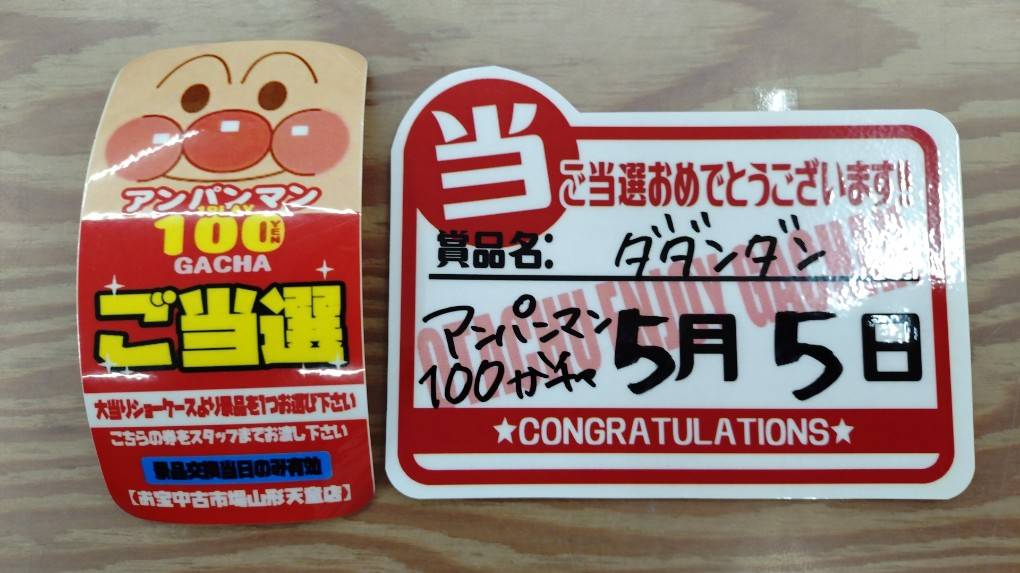 アンパンマン
1PLAY
100YEN
GACHA
ご当選
大当りショーケースより景品を1つお選び下さい
こちらの券をスタッフまでお渡し下さい
景品交換当日のみ有効
【お宝中古市場山形天童店】
当
ご当選おめでとうございます!!
賞品名: ダダンダン
アンパンマン
100ガチャ
5月5日
★CONGRATULATIONS★